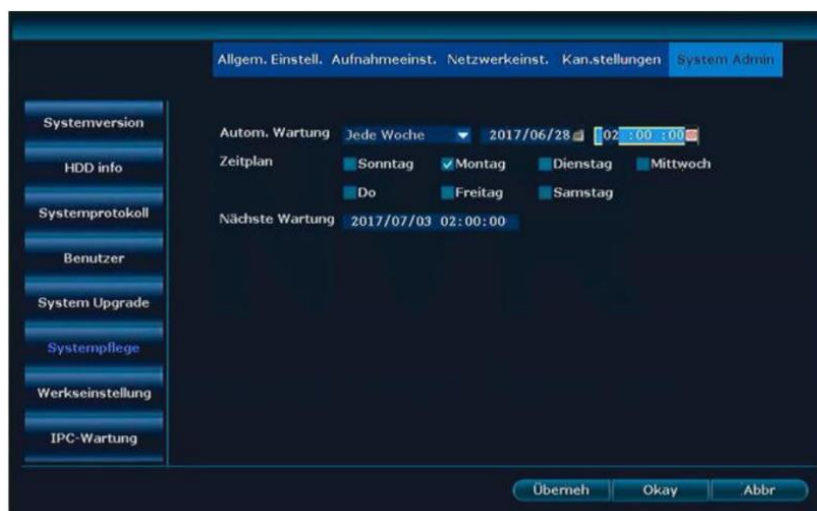 Allgem. Einstell. Aufnahmeeinst. Netzwerkeinst. Kan.stellungen System Admin
Systemversion
HDD info
Systemprotokoll
Benutzer
System Upgrade
Systempflege
Werkseinstellung
IPC-Wartung
Autom. Wartung Jede Woche 2017/06/28 02 :00 :00
Zeitplan Sonntag Montag Dienstag Mittwoch
Do Freitag Samstag
Nächste Wartung 2017/07/03 02:00:00
Überneh Okay Abbr